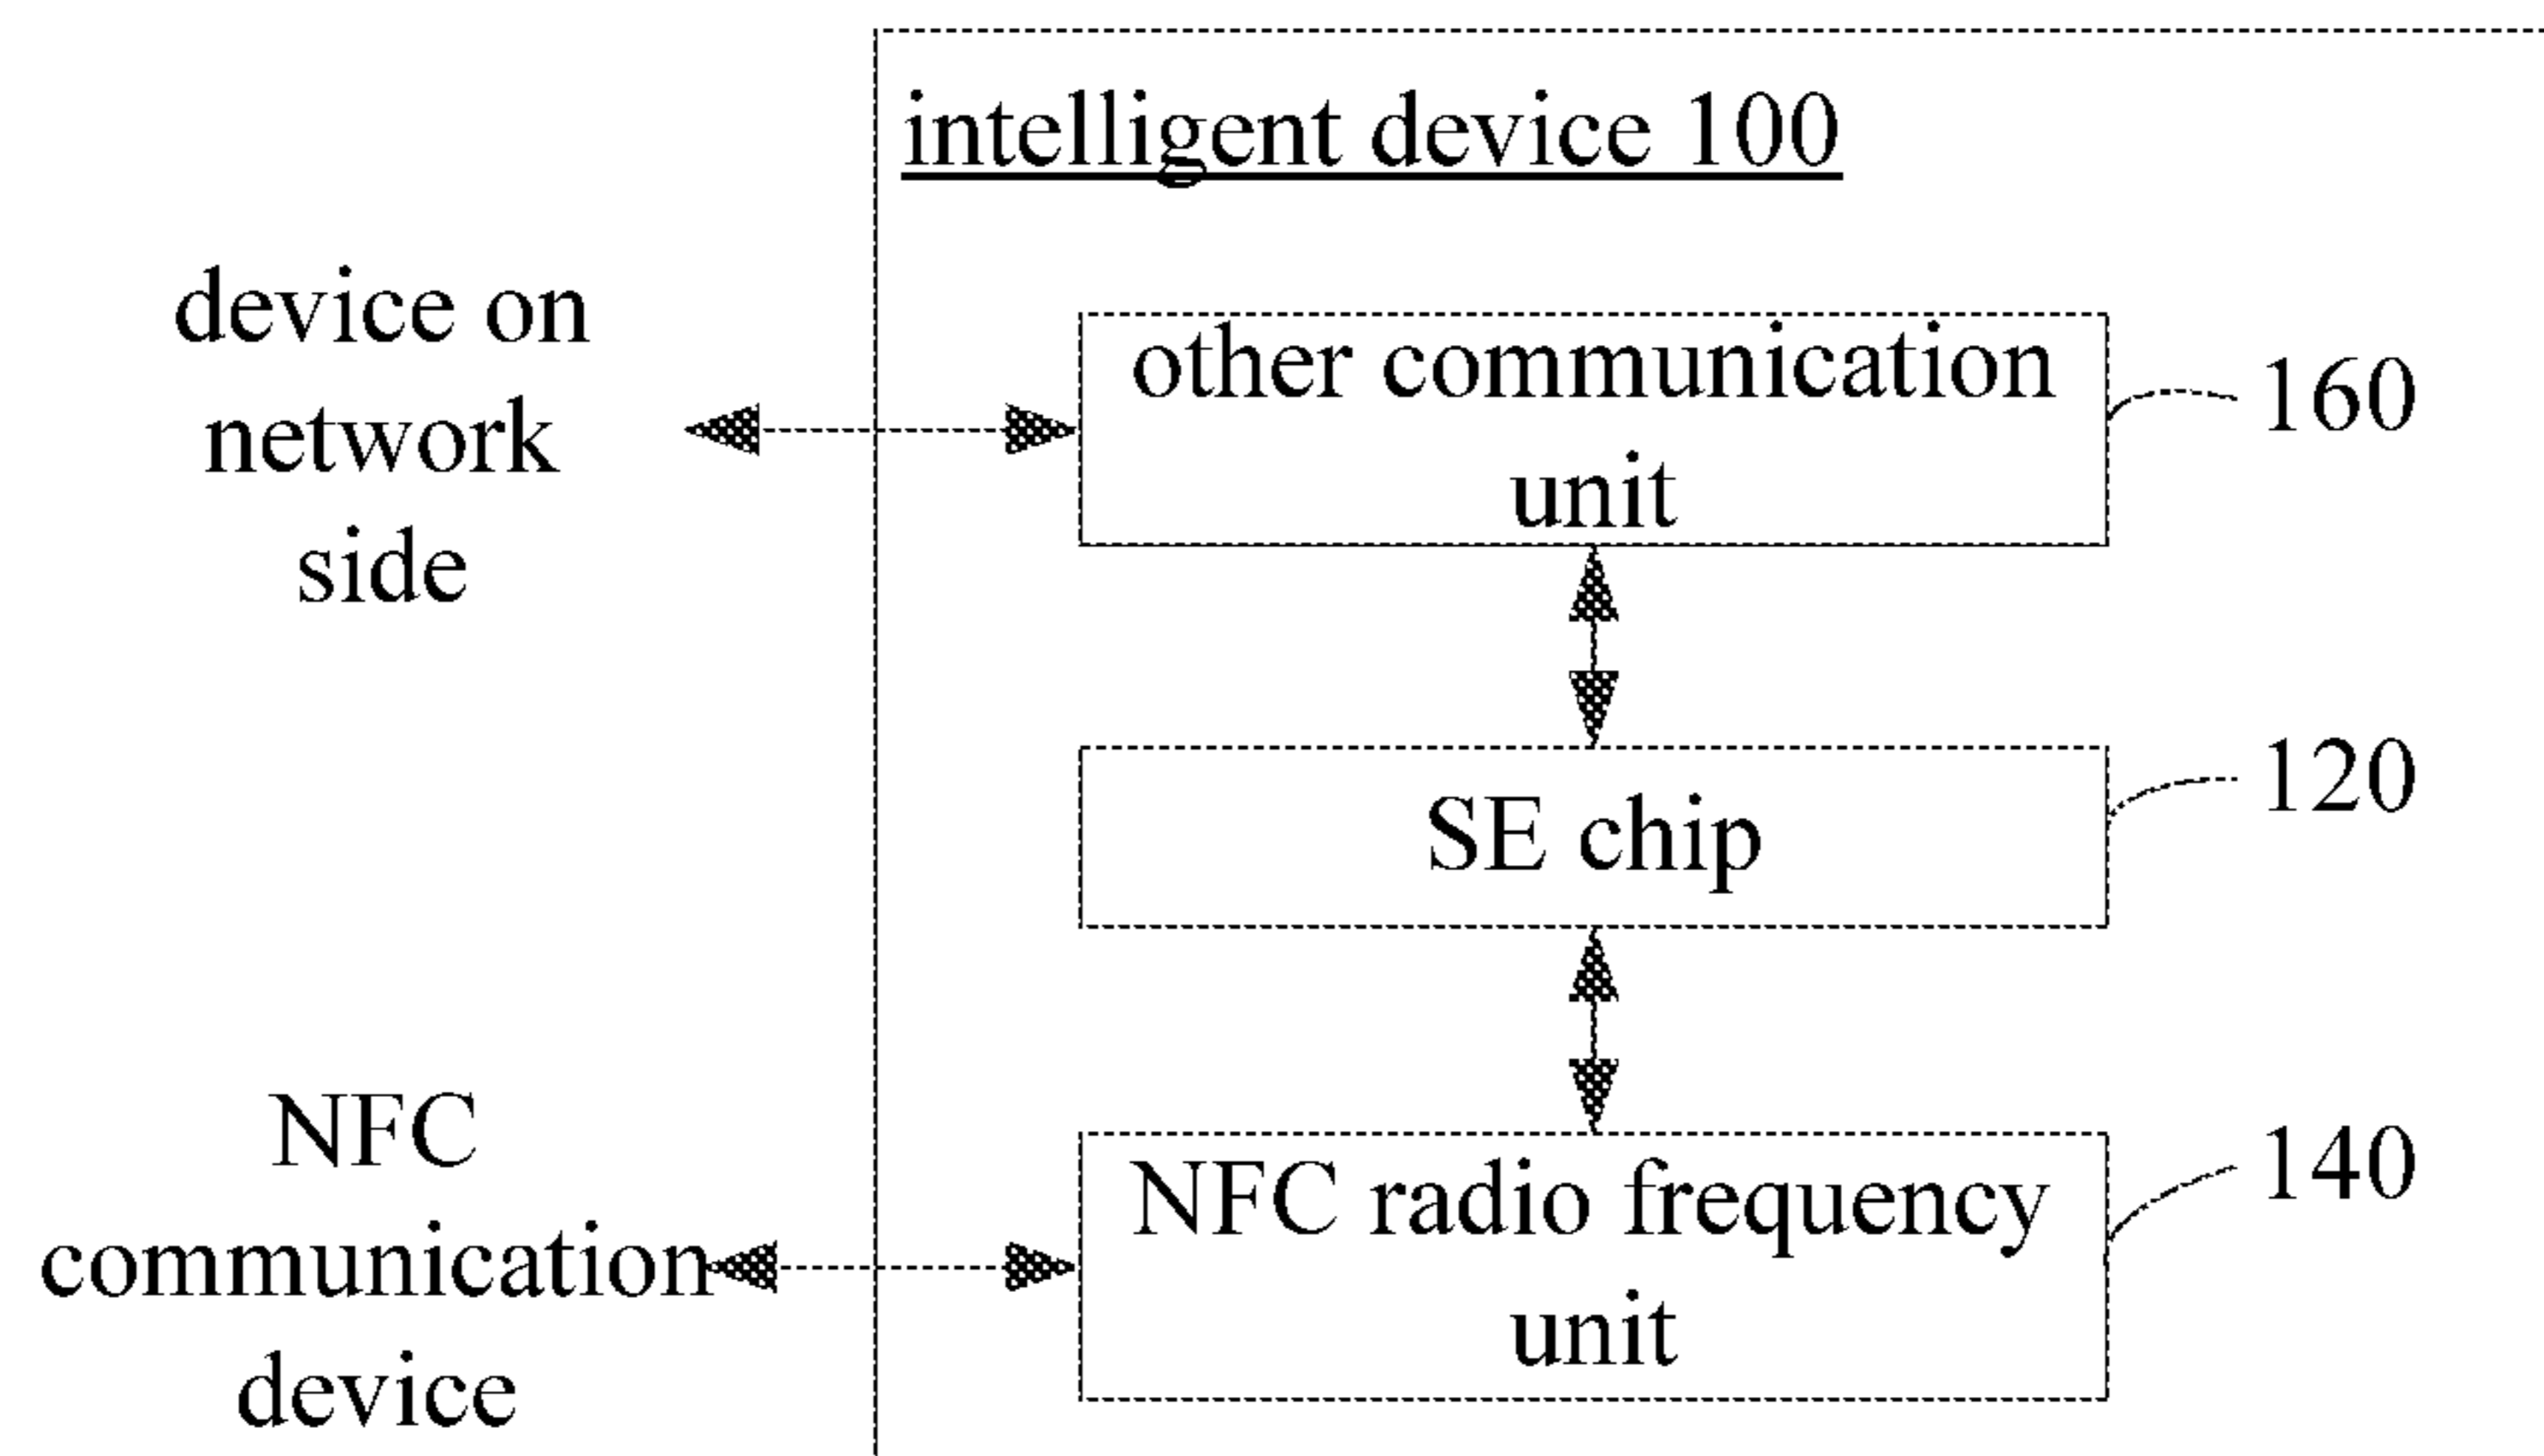 intelligent device 100
device on
network
side
other communication
unit
160
SE chip
120
NFC
communication
device
NFC radio frequency
unit
140